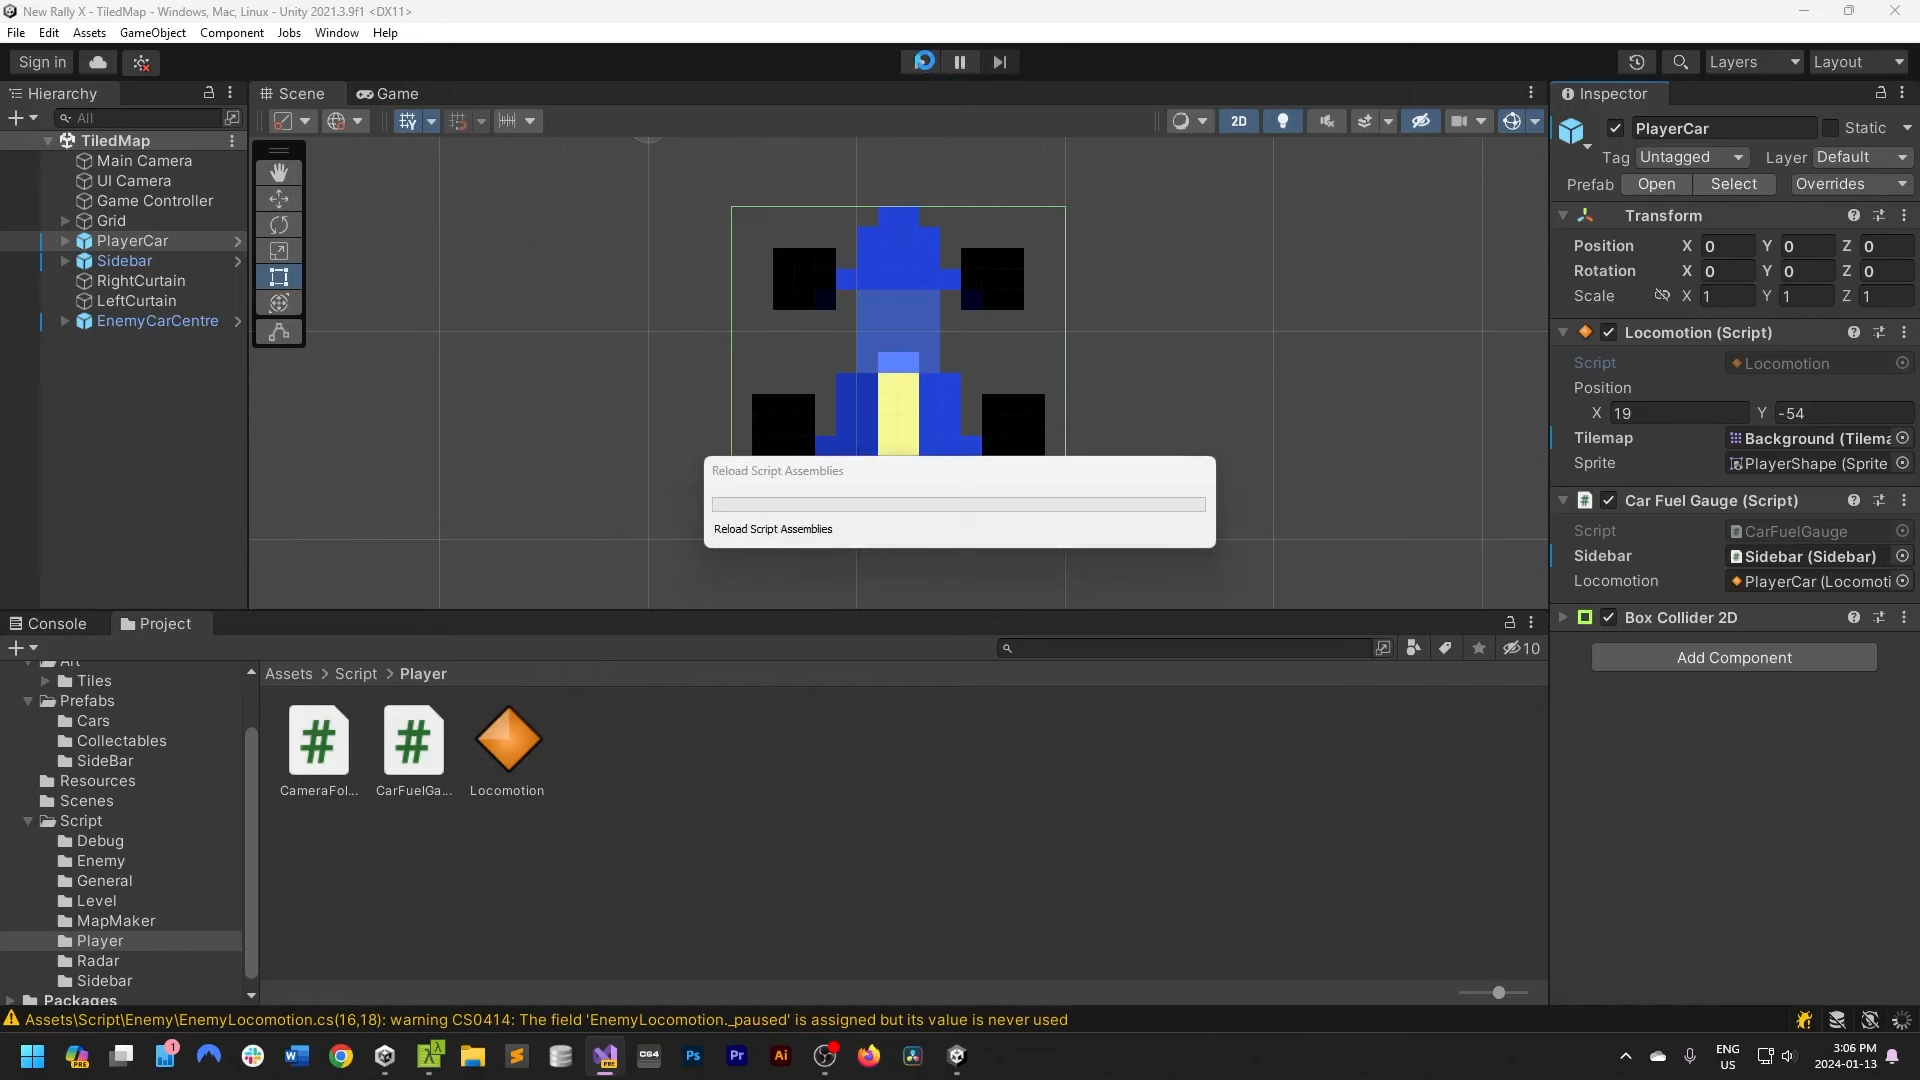 New Rally X - TiledMap - Windows, Mac, Linux - Unity 2021.3.9f1 <DX11>
File Edit Assets GameObject Component Jobs Window Help
Sign in
Layers
Layout
Hierarchy
Scene
Game
Inspector
All
2D
TiledMap
Main Camera
UI Camera
Game Controller
Grid
PlayerCar
Sidebar
RightCurtain
LeftCurtain
EnemyCarCentre
PlayerCar
Static
Tag Untagged Layer Default
Prefab Open Select Overrides
Transform
Position X 0 Y 0 Z 0
Rotation X 0 Y 0 Z 0
Scale X 1 Y 1 Z 1
Locomotion (Script)
Script Locomotion
Position
X 19 Y -54
Tilemap Background (Tilema
Sprite PlayerShape (Sprite
Car Fuel Gauge (Script)
Script CarFuelGauge
Sidebar Sidebar (Sidebar)
Locomotion PlayerCar (Locomoti
Box Collider 2D
Add Component
Reload Script Assemblies
Reload Script Assemblies
Console
Project
10
Art
Tiles
Prefabs
Cars
Collectables
SideBar
Resources
Scenes
Script
Debug
Enemy
General
Level
MapMaker
Player
Radar
Sidebar
Packages
Assets > Script > Player
CameraFol...
CarFuelGa...
Locomotion
Assets\Script\Enemy\EnemyLocomotion.cs(16,18): warning CS0414: The field 'EnemyLocomotion._paused' is assigned but its value is never used
PRE
1
PRE
CG4
Ps
Pr
Ai
ENG
US
3:06 PM
2024-01-13